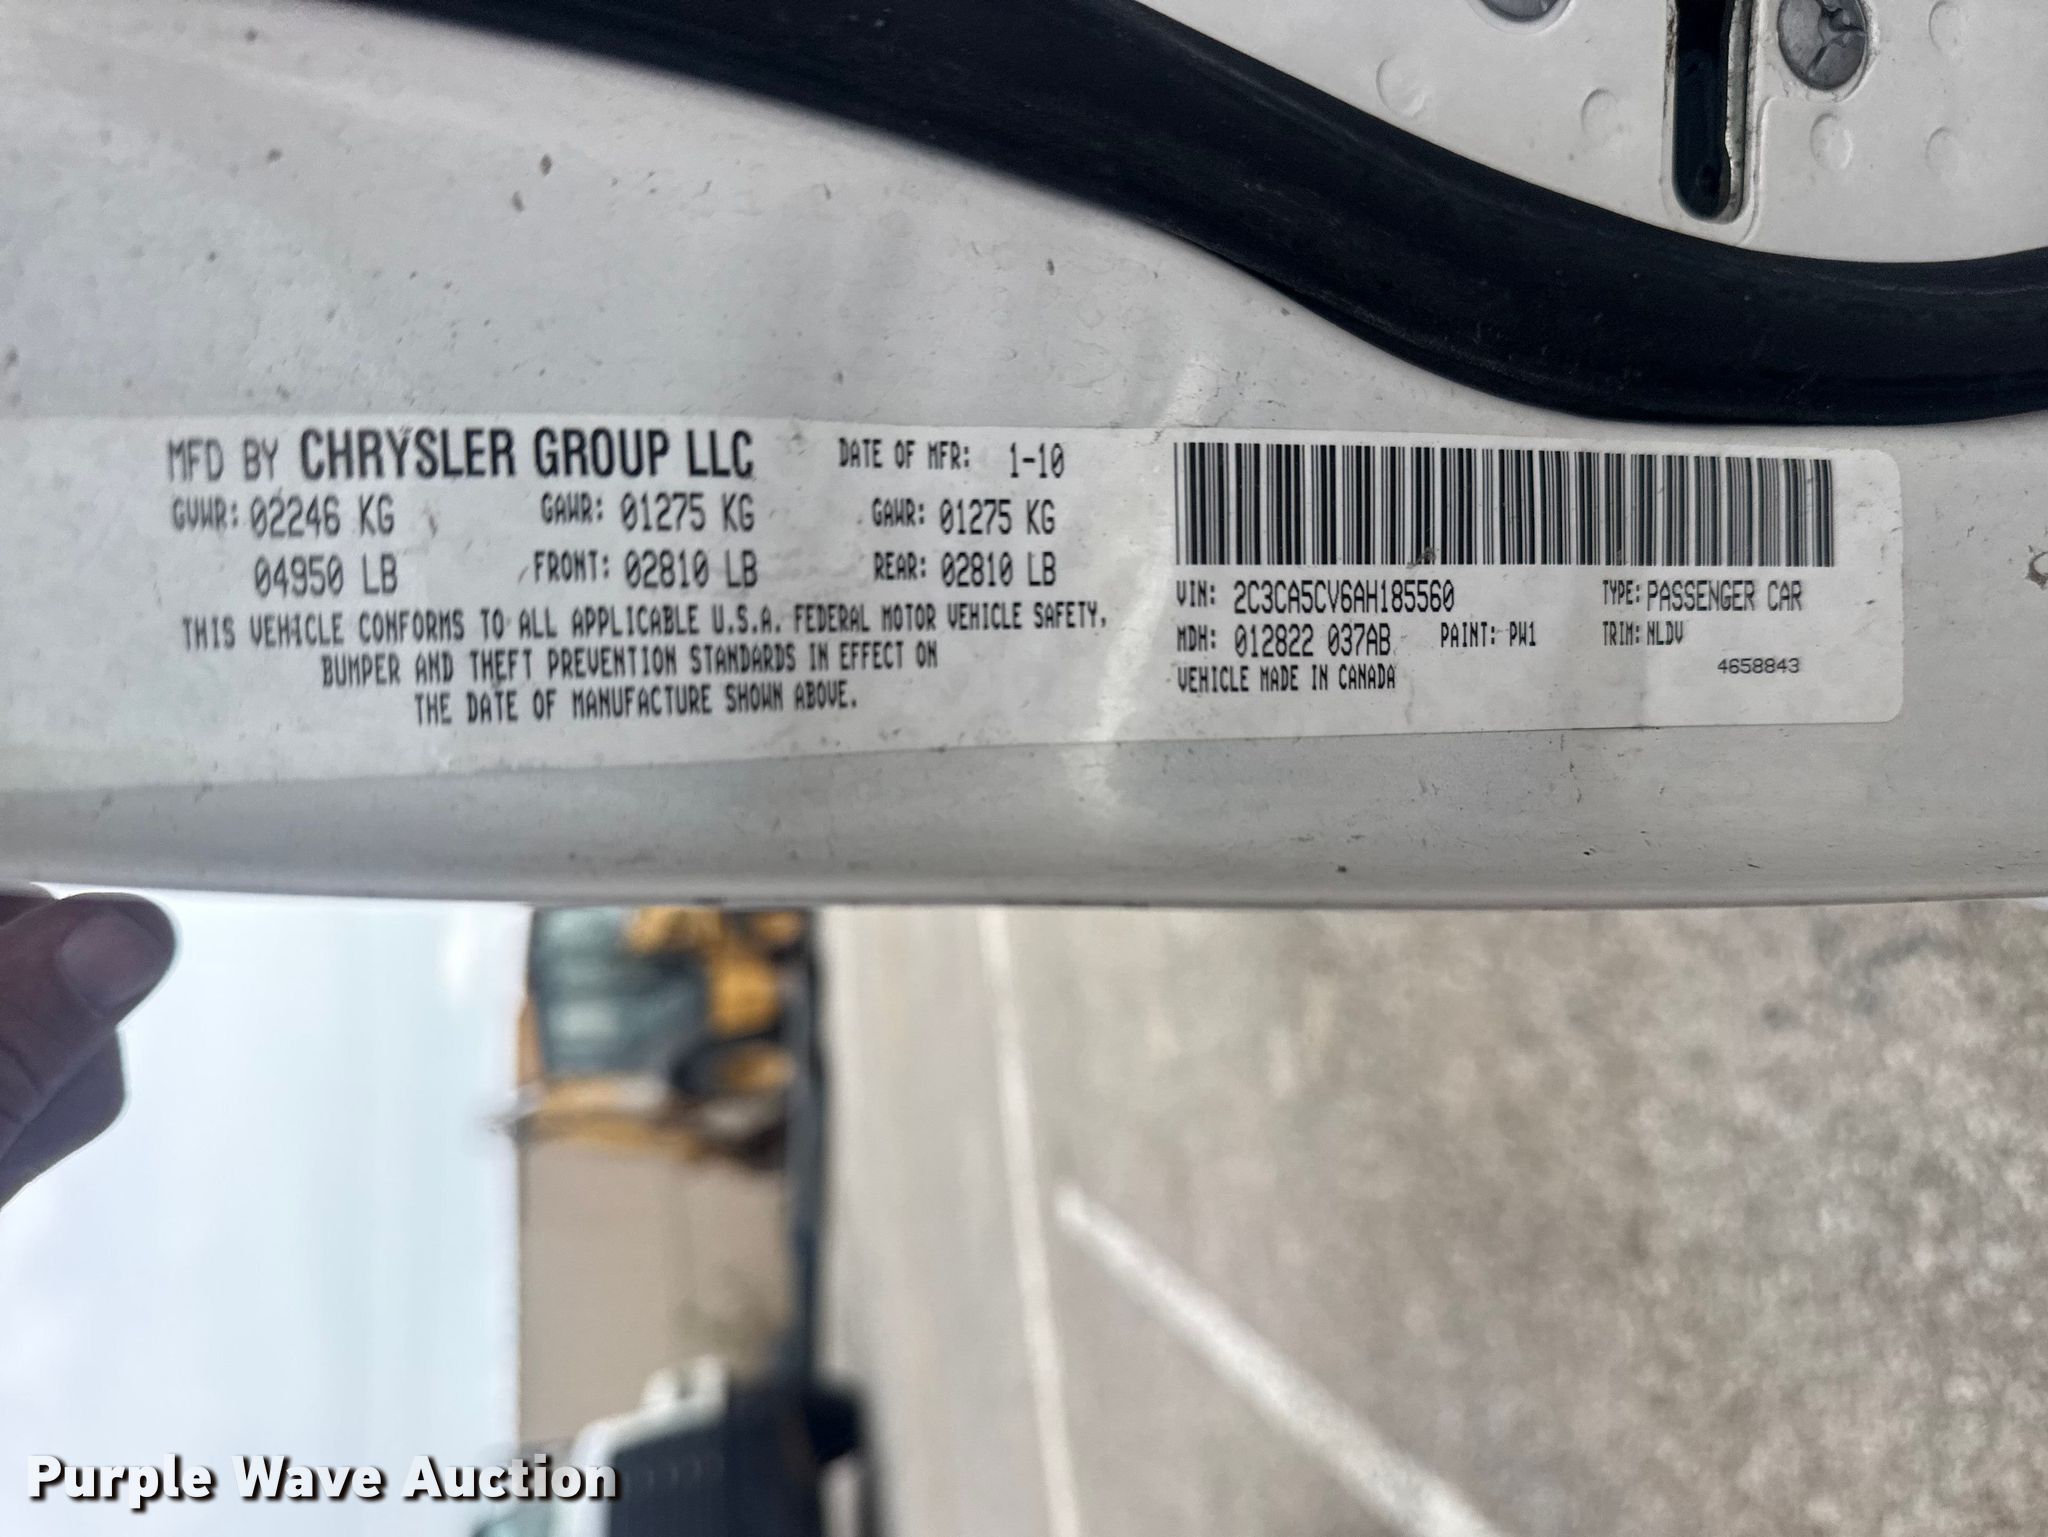 MFD BY CHRYSLER GROUP LLC DATE OF MFR: 1-10
GVWR: 02246 KG GAWR: 01275 KG GAWR: 01275 KG
04950 LB FRONT: 02810 LB REAR: 02810 LB
THIS VEHICLE CONFORMS TO ALL APPLICABLE U.S.A. FEDERAL MOTOR VEHICLE SAFETY,
BUMPER AND THEFT PREVENTION STANDARDS IN EFFECT ON
THE DATE OF MANUFACTURE SHOWN ABOVE.
VIN: 2C3CA5CV6AH185560 TYPE: PASSENGER CAR
MDH: 012822 037AB PAINT: PW1 TRIM: NLDV
VEHICLE MADE IN CANADA 4658843
Purple Wave Auction